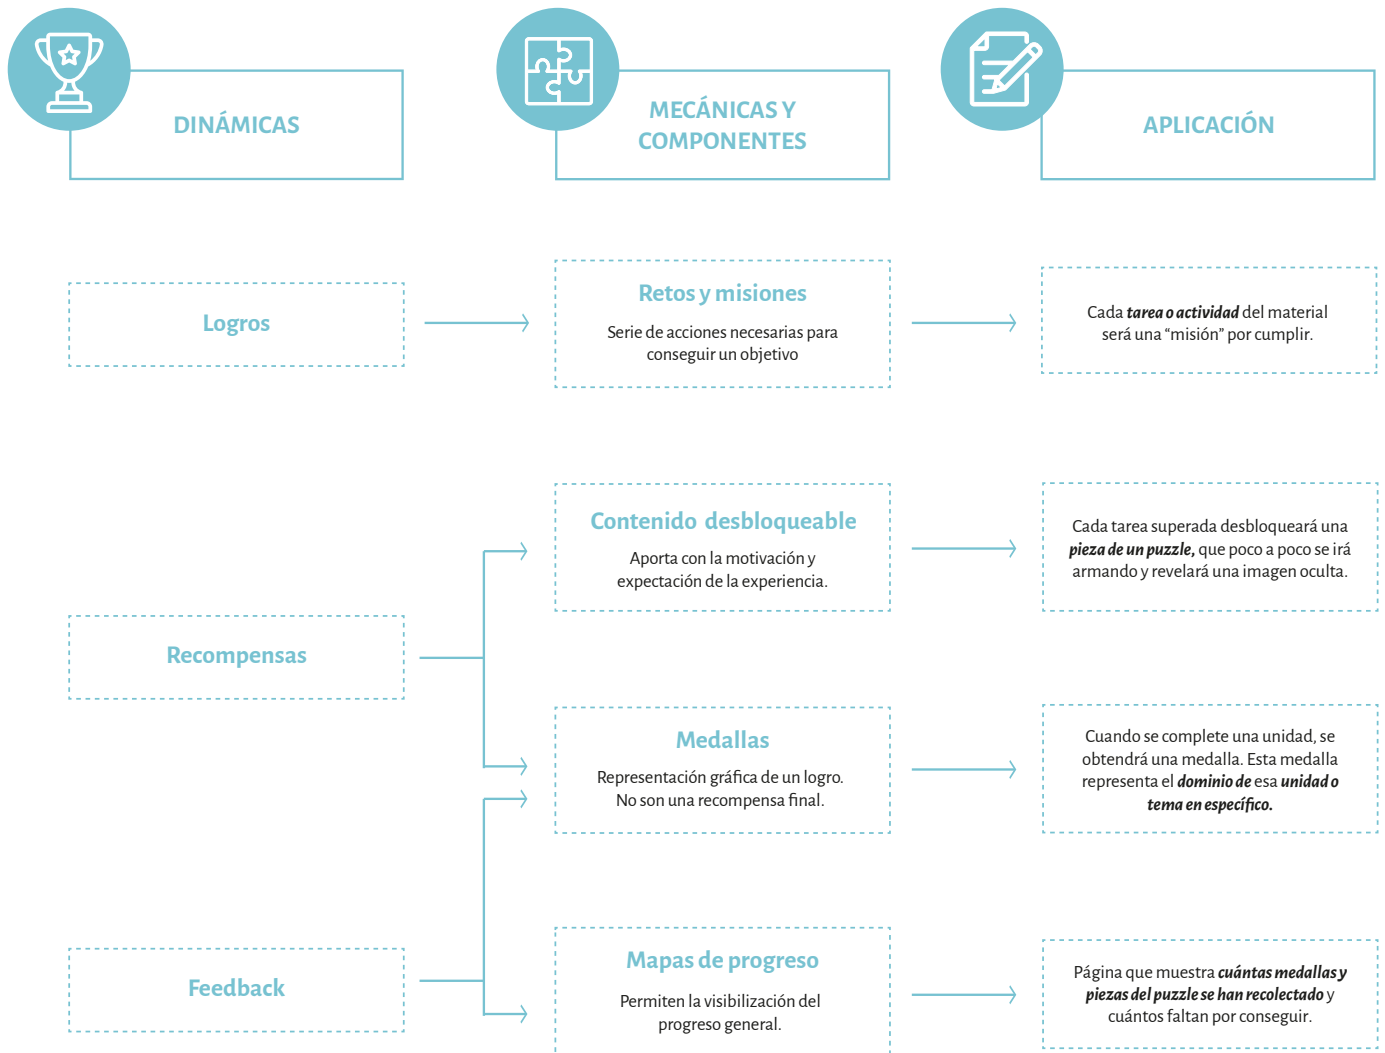 DINÁMICAS
MECÁNICAS Y
COMPONENTES
APLICACIÓN
Logros
Retos y misiones
Serie de acciones necesarias para
conseguir un objetivo
Cada tarea o actividad del material
será una “misión” por cumplir.
Recompensas
Contenido desbloqueable
Aporta con la motivación y
expectación de la experiencia.
Cada tarea superada desbloqueará una
pieza de un puzzle, que poco a poco se irá
armando y revelará una imagen oculta.
Medallas
Representación gráfica de un logro.
No son una recompensa final.
Cuando se complete una unidad, se
obtendrá una medalla. Esta medalla
representa el dominio de esa unidad o
tema en específico.
Feedback
Mapas de progreso
Permiten la visibilización del
progreso general.
Página que muestra cuántas medallas y
piezas del puzzle se han recolectado y
cuántos faltan por conseguir.